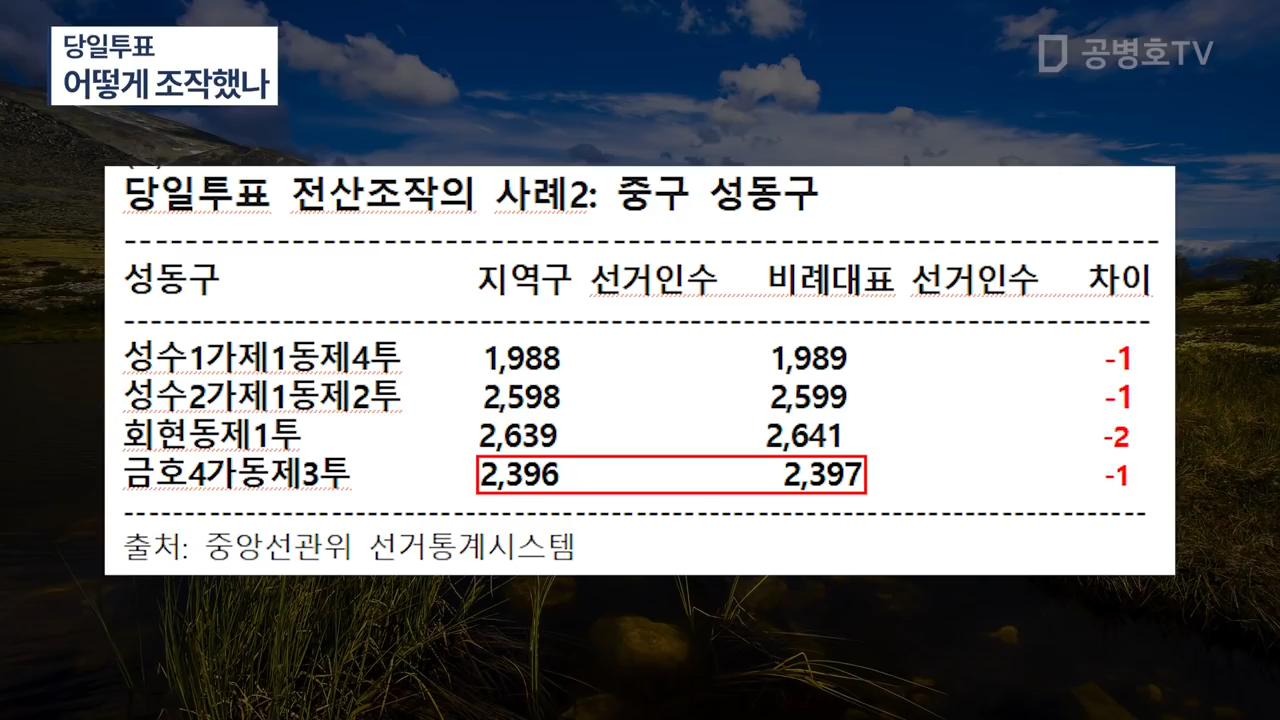 당일투표
어떻게 조작했나
공병호TV
당일투표 전산조작의 사례2: 중구 성동구
성동구 지역구 선거인수 비례대표 선거인수 차이
성수1가제1동제4투 1,988 1,989 -1
성수2가제1동제2투 2,598 2,599 -1
회현동제1투 2,639 2,641 -2
금호4가동제3투 2,396 2,397 -1
출처: 중앙선관위 선거통계시스템